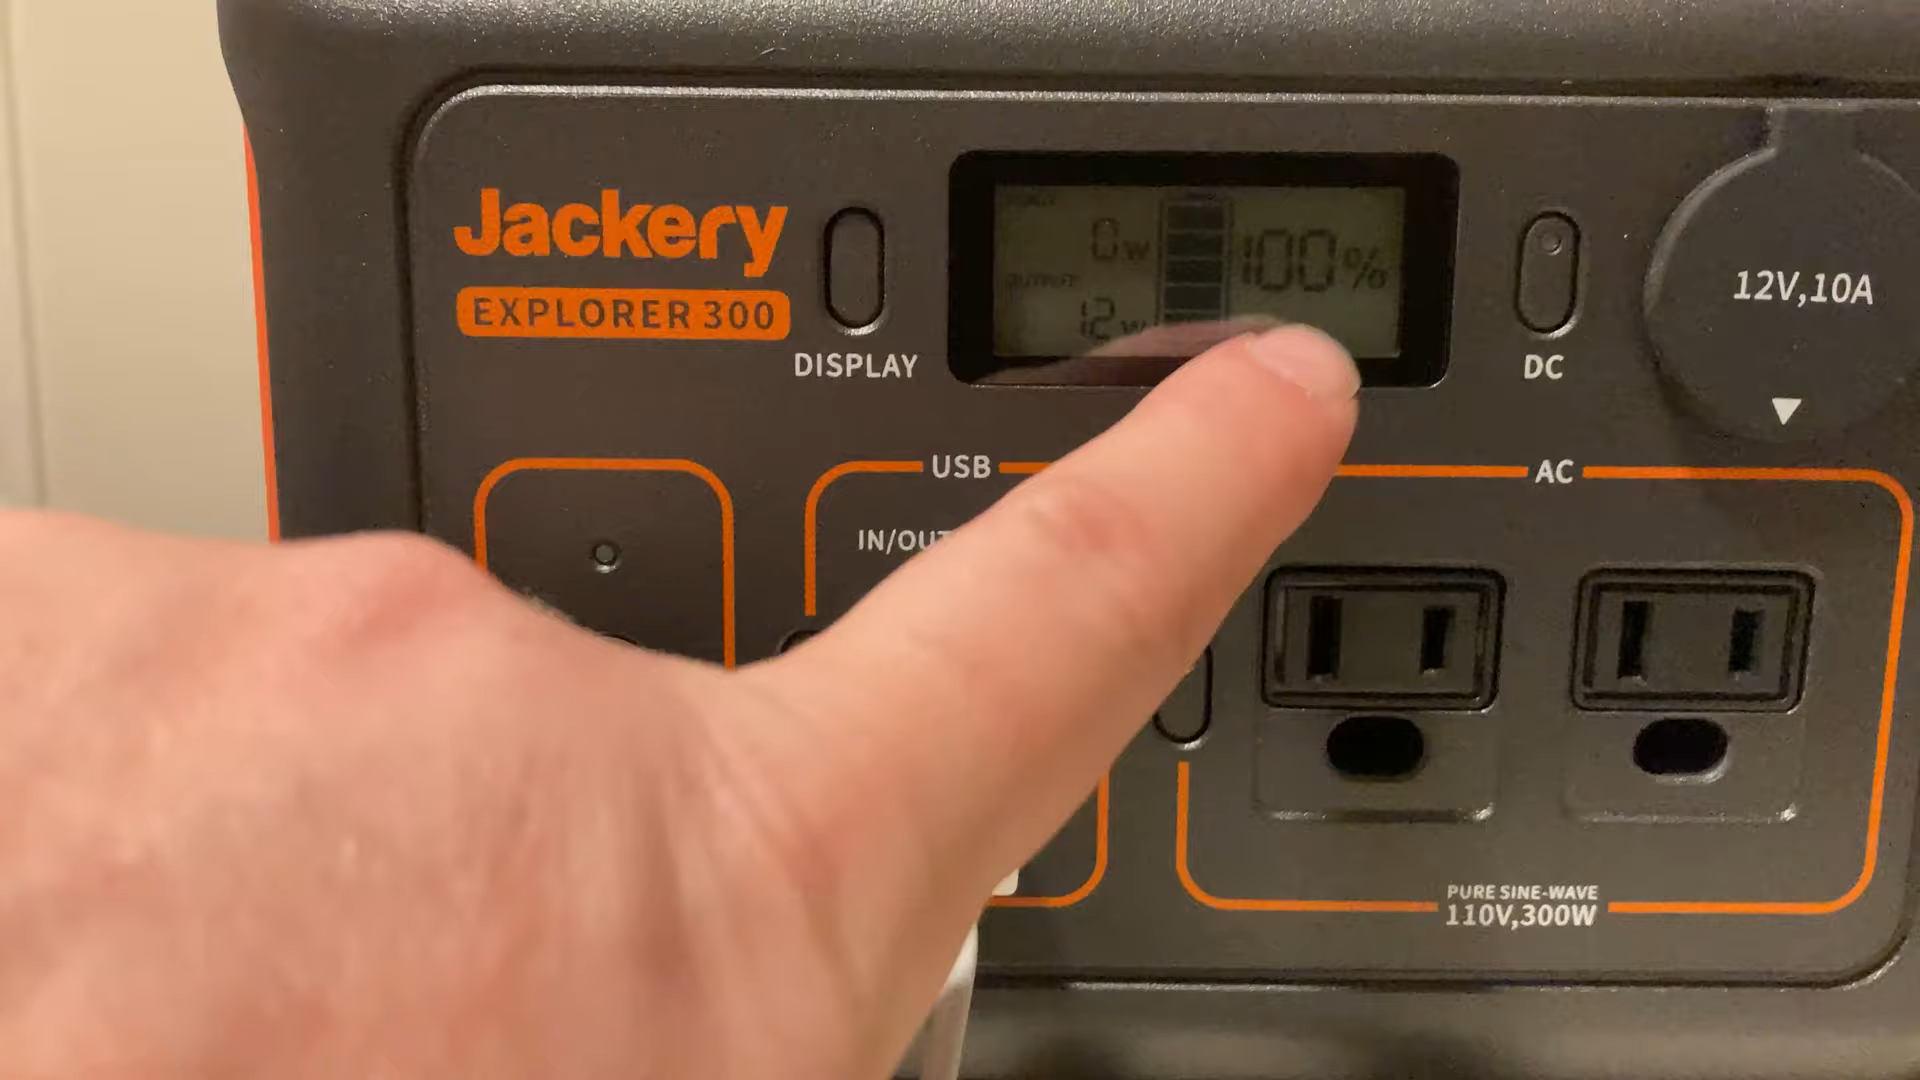 Jackery
EXPLORER 300
DISPLAY
0w
OUTPUT
12w
100%
DC
12V,10A
USB
IN/OUT
AC
PURE SINE-WAVE
110V,300W